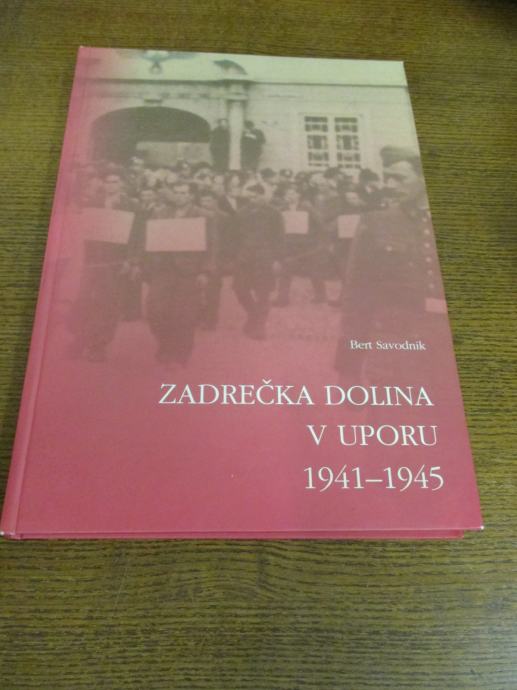 Bert Savodnik
ZADREČKA DOLINA
V UPORU
1941–1945